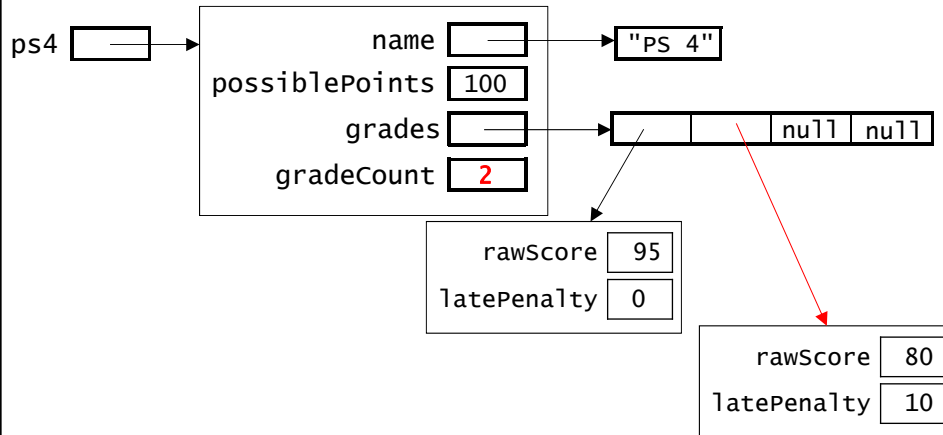 ps4 name "PS 4"
possiblePoints 100
grades null null
gradeCount 2
rawScore 95
latePenalty 0
rawScore 80
latePenalty 10